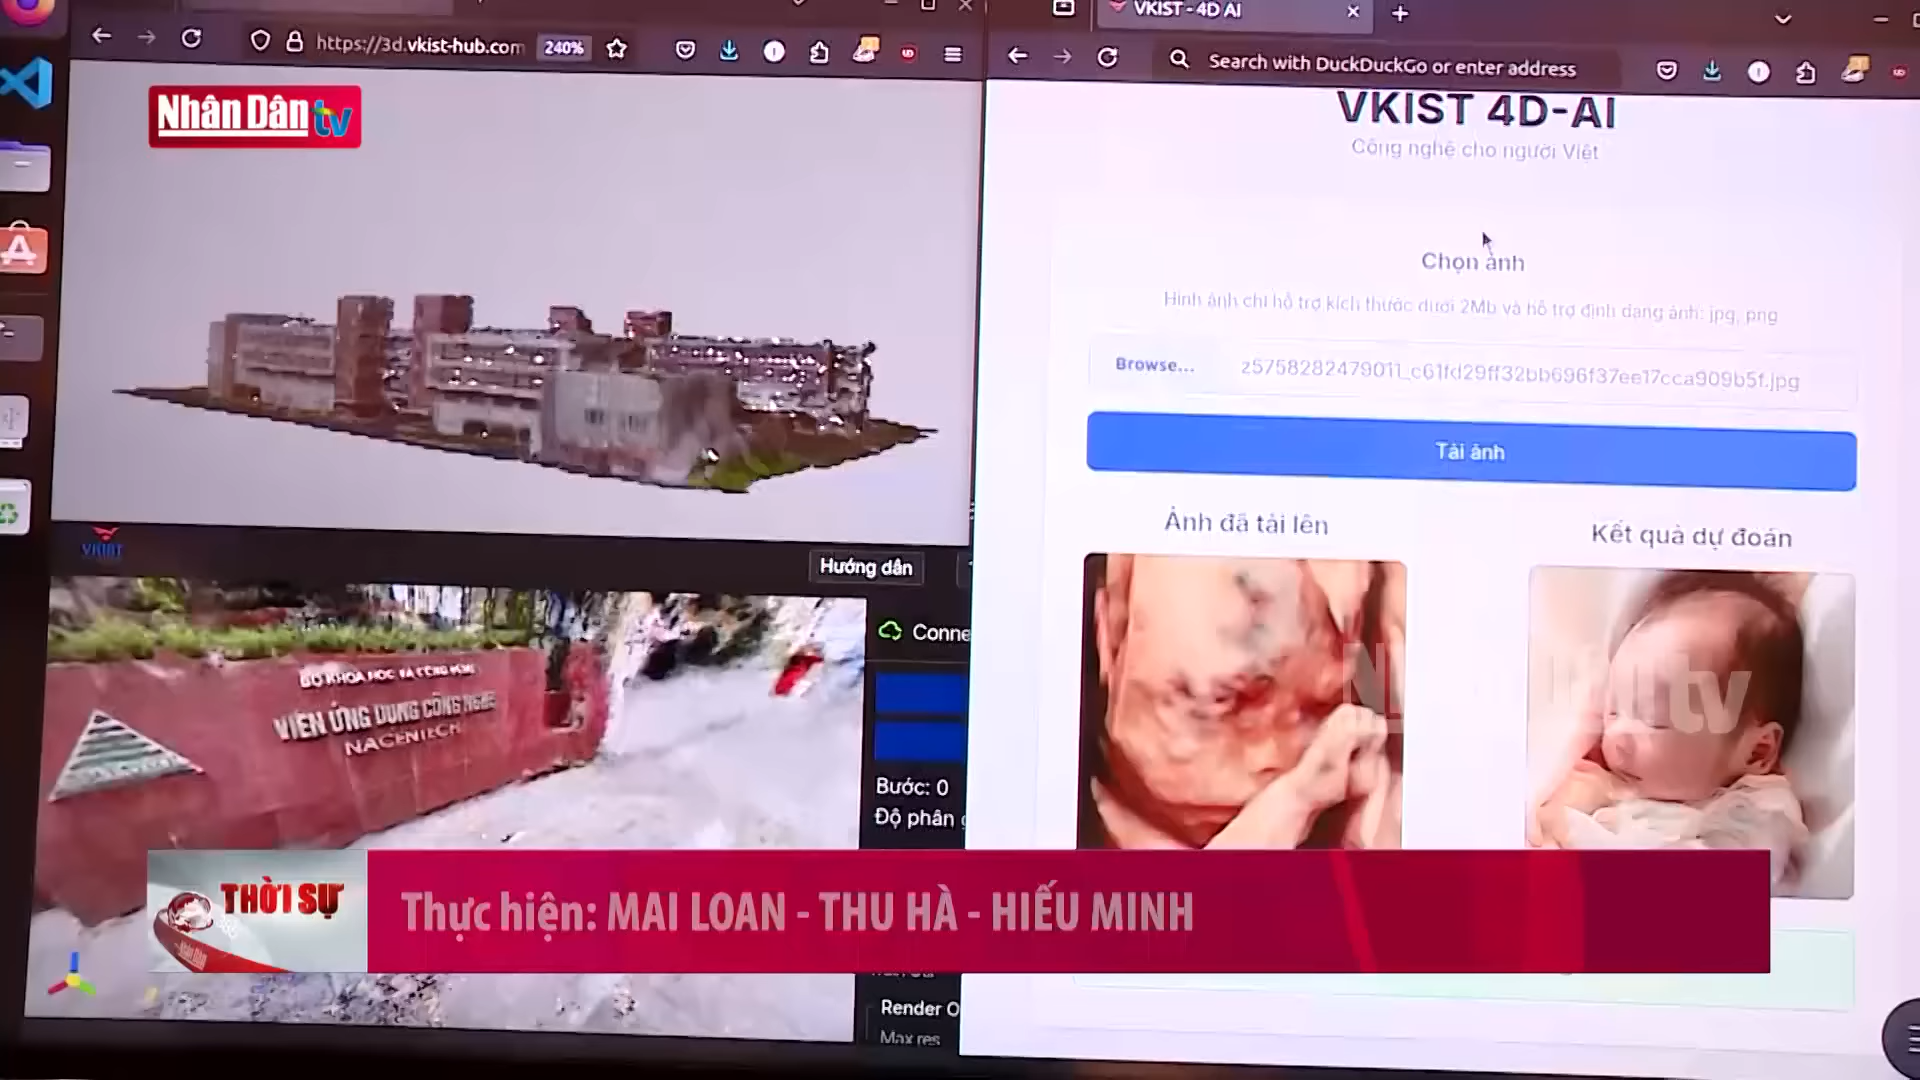 https://3d.vkist-hub.com
240%
Nhân Dân tv
VKIST
Hướng dẫn
BỘ KHOA HỌC VÀ CÔNG NGHỆ
VIỆN ỨNG DỤNG CÔNG NGHỆ
NACENTECH
Conne
Bước: 0
Độ phân
Render O
Max res
VKIST - 4D AI
Search with DuckDuckGo or enter address
VKIST 4D-AI
Công nghệ cho người Việt
Chọn ảnh
Hình ảnh chỉ hỗ trợ kích thước dưới 2Mb và hỗ trợ định dạng ảnh: jpg, png
Browse... z5758282479011_c61fd29ff32bb696f37ee17cca909b5f.jpg
Tải ảnh
Ảnh đã tải lên
Kết quả dự đoán
THỜI SỰ
Thực hiện: MAI LOAN - THU HÀ - HIẾU MINH